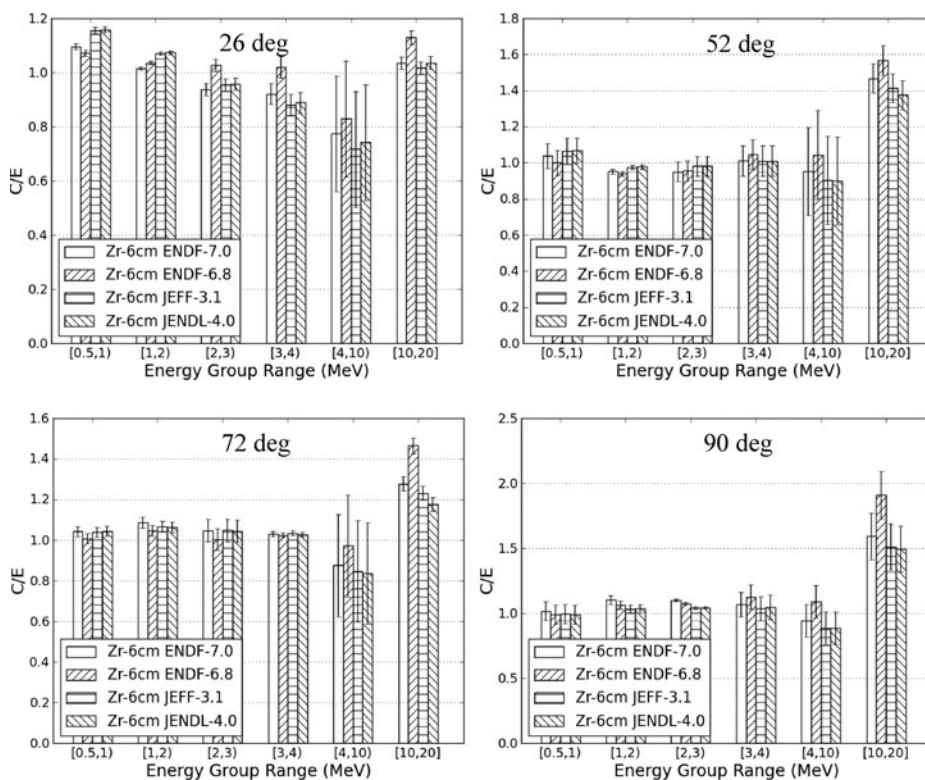 26 deg
1.2
1.0
0.8
0.6
0.4
0.2
0.0
C/E
Zr-6cm ENDF-7.0
Zr-6cm ENDF-6.8
Zr-6cm JEFF-3.1
Zr-6cm JENDL-4.0
[0.5,1) [1,2) [2,3) [3,4) [4,10) [10,20]
Energy Group Range (MeV)
52 deg
1.8
1.6
1.4
1.2
1.0
0.8
0.6
0.4
0.2
0.0
C/E
Zr-6cm ENDF-7.0
Zr-6cm ENDF-6.8
Zr-6cm JEFF-3.1
Zr-6cm JENDL-4.0
[0.5,1) [1,2) [2,3) [3,4) [4,10) [10,20]
Energy Group Range (MeV)
72 deg
1.6
1.4
1.2
1.0
0.8
0.6
0.4
0.2
0.0
C/E
Zr-6cm ENDF-7.0
Zr-6cm ENDF-6.8
Zr-6cm JEFF-3.1
Zr-6cm JENDL-4.0
[0.5,1) [1,2) [2,3) [3,4) [4,10) [10,20]
Energy Group Range (MeV)
90 deg
2.5
2.0
1.5
1.0
0.5
0.0
C/E
Zr-6cm ENDF-7.0
Zr-6cm ENDF-6.8
Zr-6cm JEFF-3.1
Zr-6cm JENDL-4.0
[0.5,1) [1,2) [2,3) [3,4) [4,10) [10,20]
Energy Group Range (MeV)